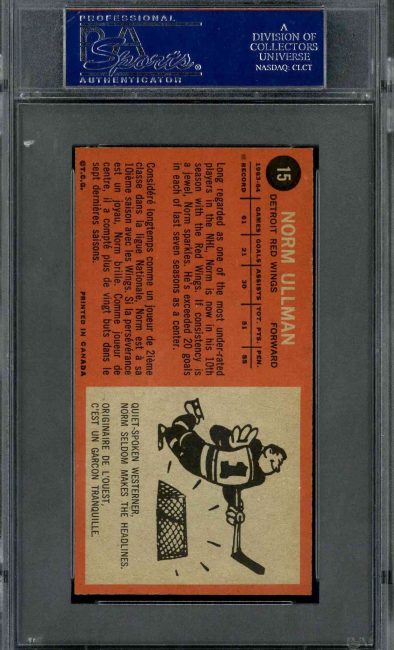 PROFESSIONAL
PSA
Sports
AUTHENTICATOR
A
DIVISION OF
COLLECTORS
UNIVERSE
NASDAQ: CLCT
15
NORM ULLMAN
DETROIT RED WINGS FORWARD
1963-64 GAMES GOALS ASSISTS TOT. PTS. PEN.
RECORD 61 21 30 51 55
Long regarded as one of the most under-rated
players in the NHL, Norm is now in his 10th
season with the Red Wings. If consistency is
a jewel, Norm sparkles. He's exceeded 20 goals
in each of last seven seasons as a center.
Considéré longtemps comme un joueur de 2ième
classe dans la ligue Nationale, Norm est à sa
10ième saison avec les Wings. Si la persévérance
est un joyau, Norm brille. Comme joueur de
centre, il a compté plus de vingt buts dans le
sept dernières saisons.
©T.C.G. PRINTED IN CANADA
1
QUIET-SPOKEN WESTERNER,
NORM SELDOM MAKES THE HEADLINES.
ORIGINAIRE DE L'OUEST,
C'EST UN GARCON TRANQUILLE.